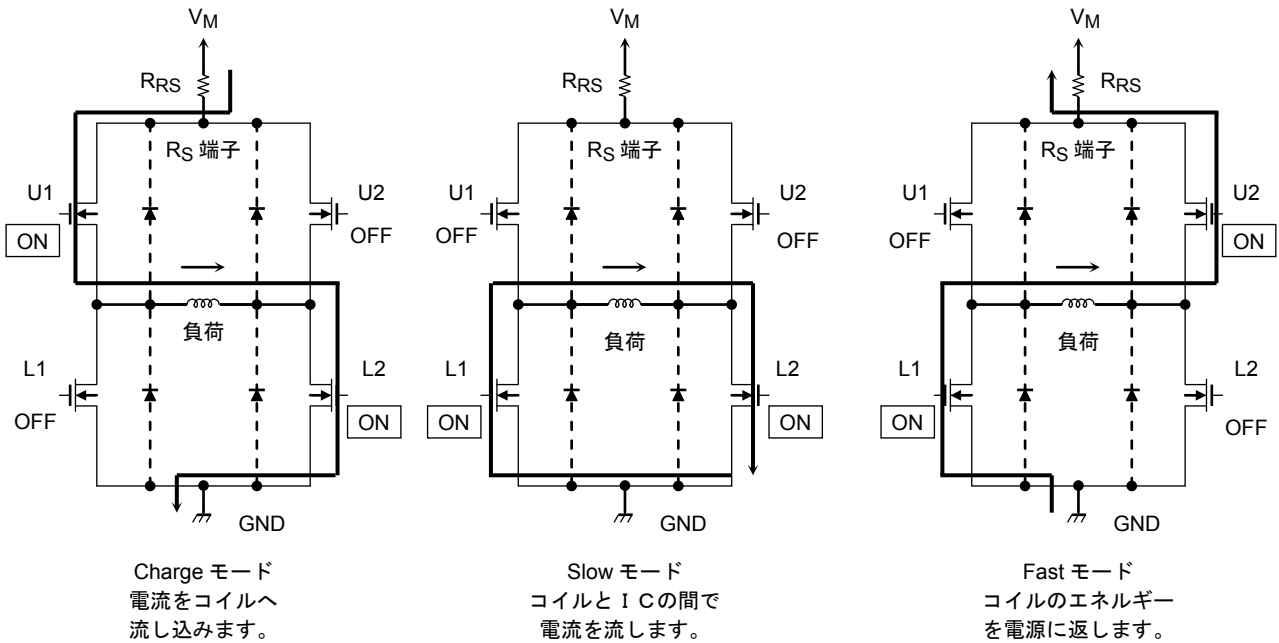 VM
RRS
RS 端子
U1
ON
U2
OFF
負荷
L1
OFF
L2
ON
GND
Charge モード
電流をコイルへ
流し込みます。
VM
RRS
RS 端子
U1
OFF
U2
OFF
負荷
L1
ON
L2
ON
GND
Slow モード
コイルとＩＣの間で
電流を流します。
VM
RRS
RS 端子
U1
OFF
U2
ON
負荷
L1
ON
L2
OFF
GND
Fast モード
コイルのエネルギー
を電源に返します。